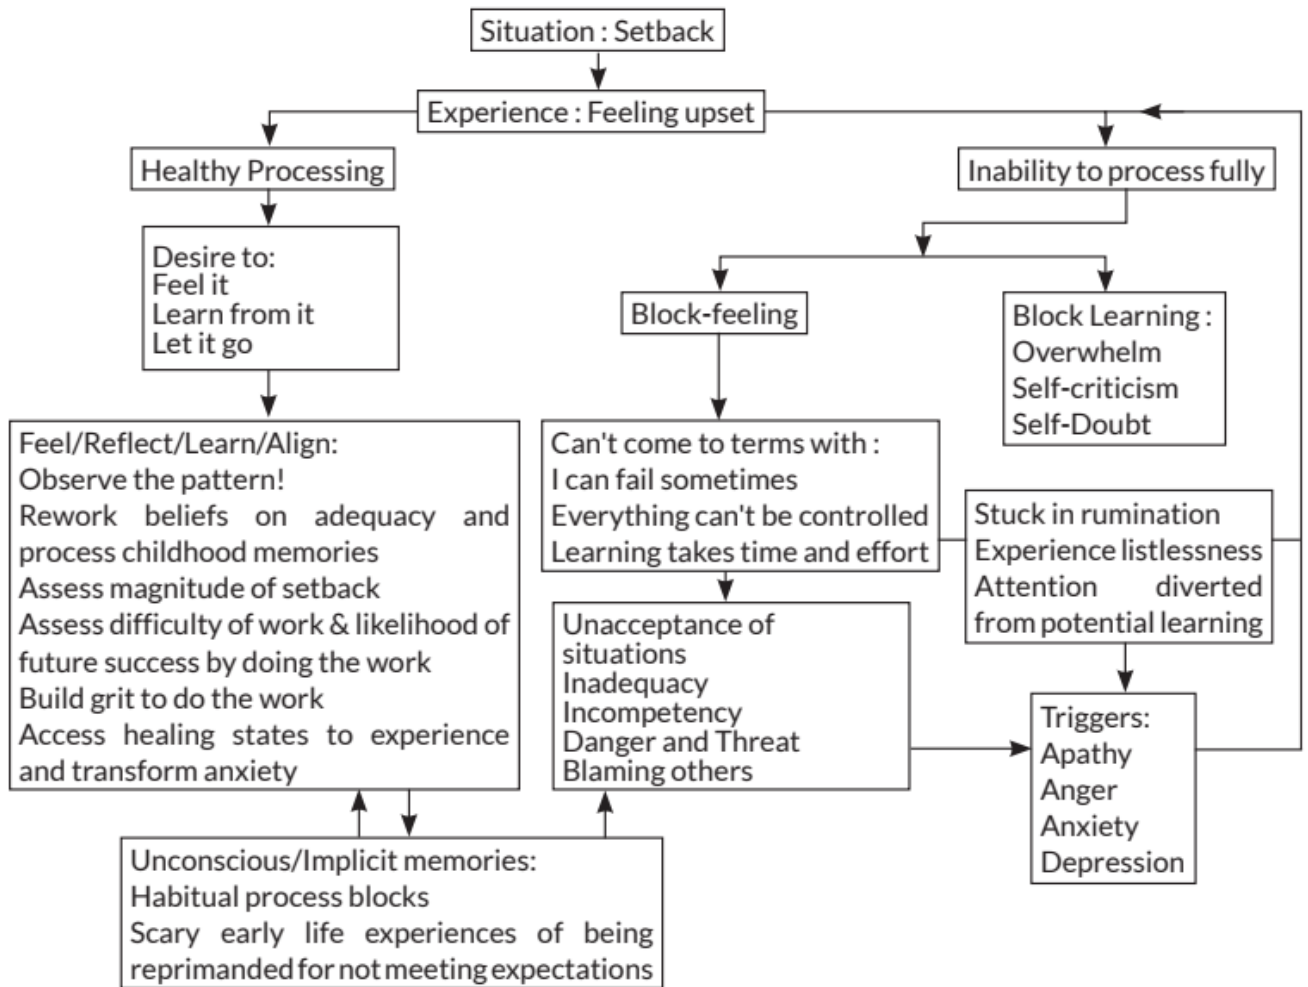 Situation : Setback
Experience : Feeling upset
Healthy Processing
Inability to process fully
Desire to:
Feel it
Learn from it
Let it go
Block-feeling
Block Learning :
Overwhelm
Self-criticism
Self-Doubt
Feel/Reflect/Learn/Align:
Observe the pattern!
Rework beliefs on adequacy and
process childhood memories
Assess magnitude of setback
Assess difficulty of work & likelihood of
future success by doing the work
Build grit to do the work
Access healing states to experience
and transform anxiety
Can't come to terms with :
I can fail sometimes
Everything can't be controlled
Learning takes time and effort
Stuck in rumination
Experience listlessness
Attention diverted
from potential learning
Unacceptance of
situations
Inadequacy
Incompetency
Danger and Threat
Blaming others
Triggers:
Apathy
Anger
Anxiety
Depression
Unconscious/Implicit memories:
Habitual process blocks
Scary early life experiences of being
reprimanded for not meeting expectations